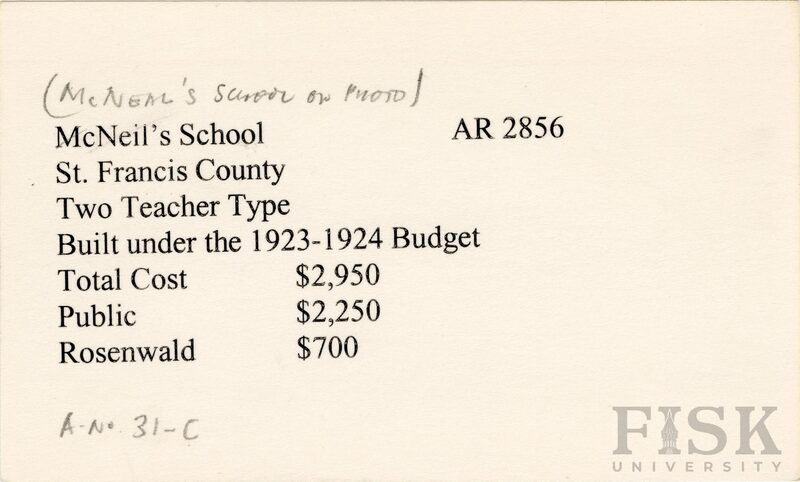 (McNEAL'S SCHOOL ON PHOTO)
McNeil's School AR 2856
St. Francis County
Two Teacher Type
Built under the 1923-1924 Budget
Total Cost $2,950
Public $2,250
Rosenwald $700
A-No. 31-C
FISK
UNIVERSITY